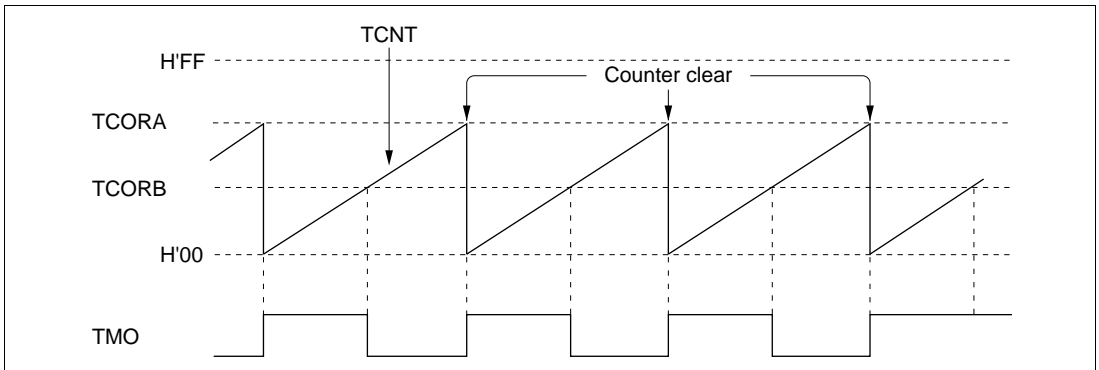 TCNT
H'FF
Counter clear
TCORA
TCORB
H'00
TMO